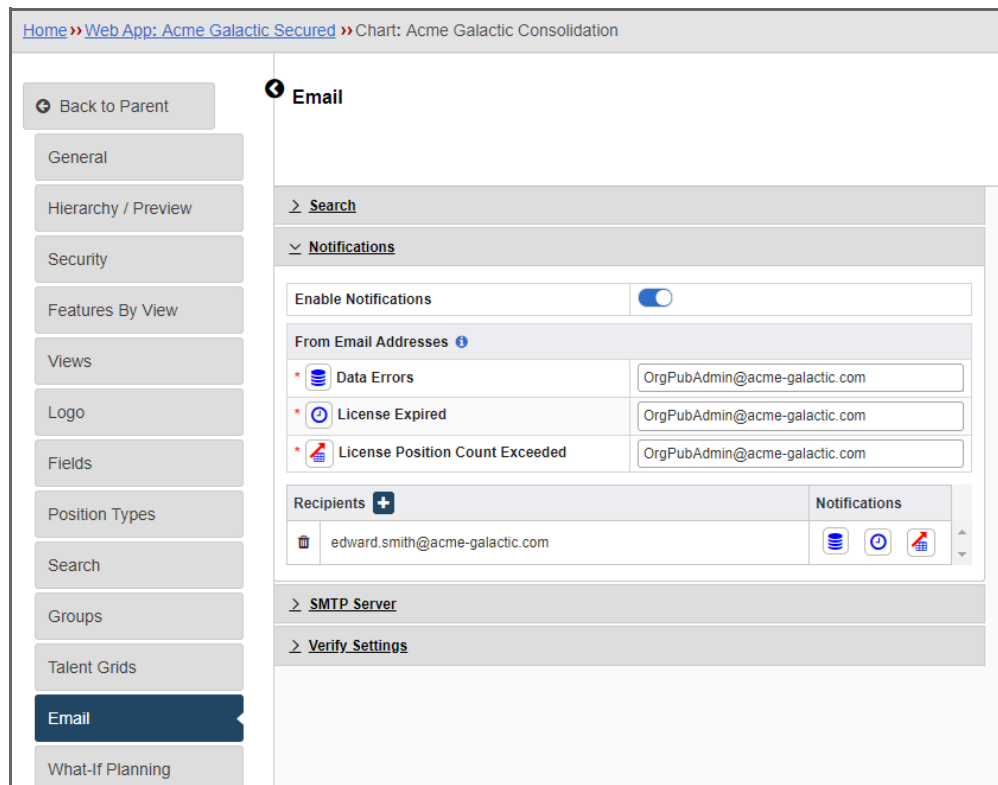 Home ›› Web App: Acme Galactic Secured ›› Chart: Acme Galactic Consolidation
Back to Parent
General
Hierarchy / Preview
Security
Features By View
Views
Logo
Fields
Position Types
Search
Groups
Talent Grids
Email
What-If Planning
Email
Search
Notifications
Enable Notifications
From Email Addresses
* Data Errors OrgPubAdmin@acme-galactic.com
* License Expired OrgPubAdmin@acme-galactic.com
* License Position Count Exceeded OrgPubAdmin@acme-galactic.com
Recipients Notifications
edward.smith@acme-galactic.com
SMTP Server
Verify Settings